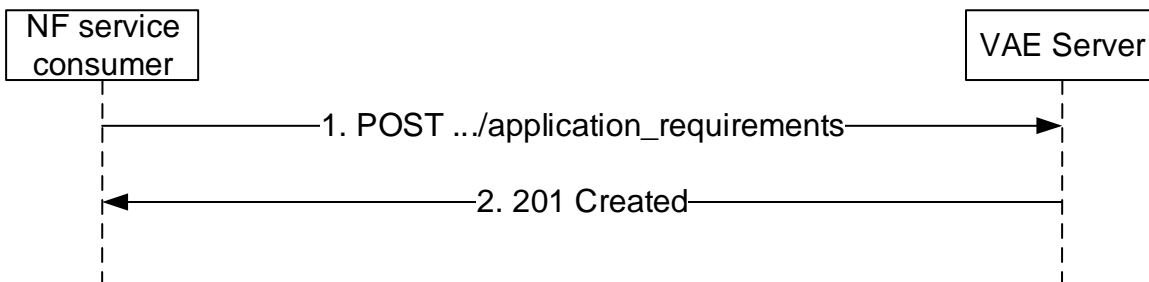 NF service
consumer
VAE Server
1. POST .../application_requirements
2. 201 Created